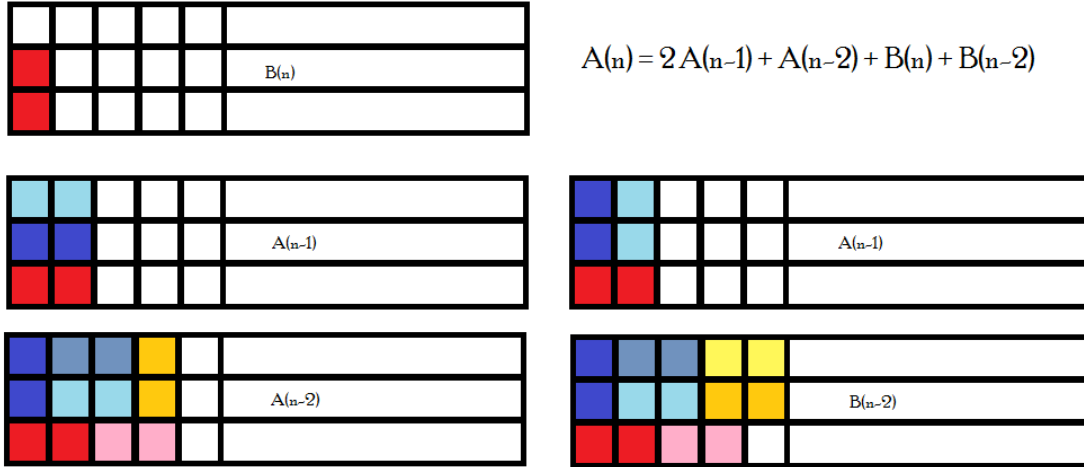 B(n)
A(n) = 2 A(n-1) + A(n-2) + B(n) + B(n-2)
A(n-1)
A(n-1)
A(n-2)
B(n-2)